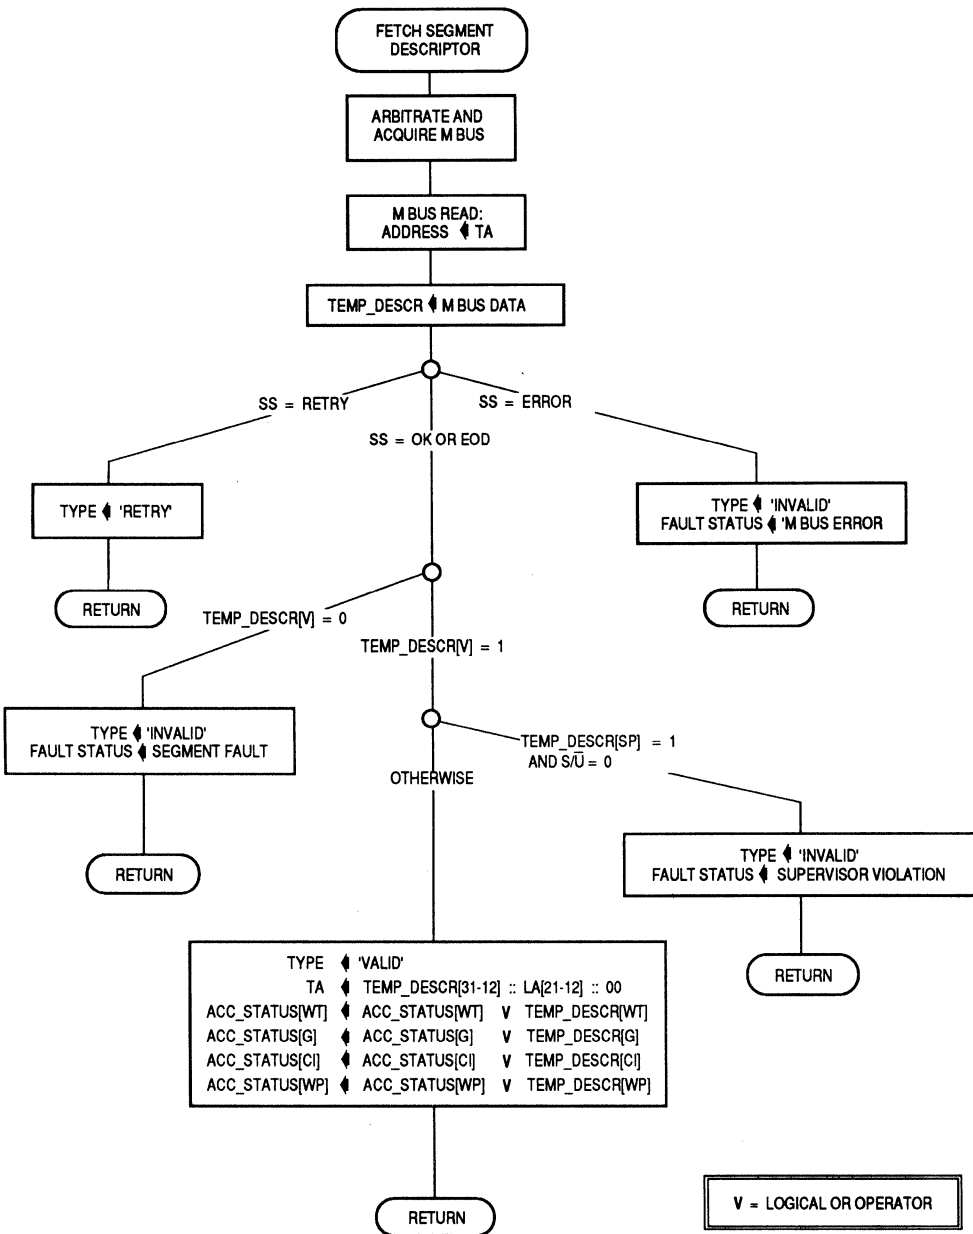 FETCH SEGMENT
DESCRIPTOR
ARBITRATE AND
ACQUIRE M BUS
M BUS READ:
ADDRESS ⬅ TA
TEMP_DESCR ⬅ M BUS DATA
SS = RETRY
SS = ERROR
SS = OK OR EOD
TYPE ⬅ 'RETRY'
TYPE ⬅ 'INVALID'
FAULT STATUS ⬅ 'M BUS ERROR
RETURN
RETURN
TEMP_DESCR[V] = 0
TEMP_DESCR[V] = 1
TYPE ⬅ 'INVALID'
FAULT STATUS ⬅ SEGMENT FAULT
TEMP_DESCR[SP] = 1
AND S/U̅ = 0
OTHERWISE
RETURN
TYPE ⬅ 'INVALID'
FAULT STATUS ⬅ SUPERVISOR VIOLATION
RETURN
TYPE ⬅ 'VALID'
TA ⬅ TEMP_DESCR[31-12] :: LA[21-12] :: 00
ACC_STATUS[WT] ⬅ ACC_STATUS[WT] V TEMP_DESCR[WT]
ACC_STATUS[G] ⬅ ACC_STATUS[G] V TEMP_DESCR[G]
ACC_STATUS[CI] ⬅ ACC_STATUS[CI] V TEMP_DESCR[CI]
ACC_STATUS[WP] ⬅ ACC_STATUS[WP] V TEMP_DESCR[WP]
RETURN
V = LOGICAL OR OPERATOR